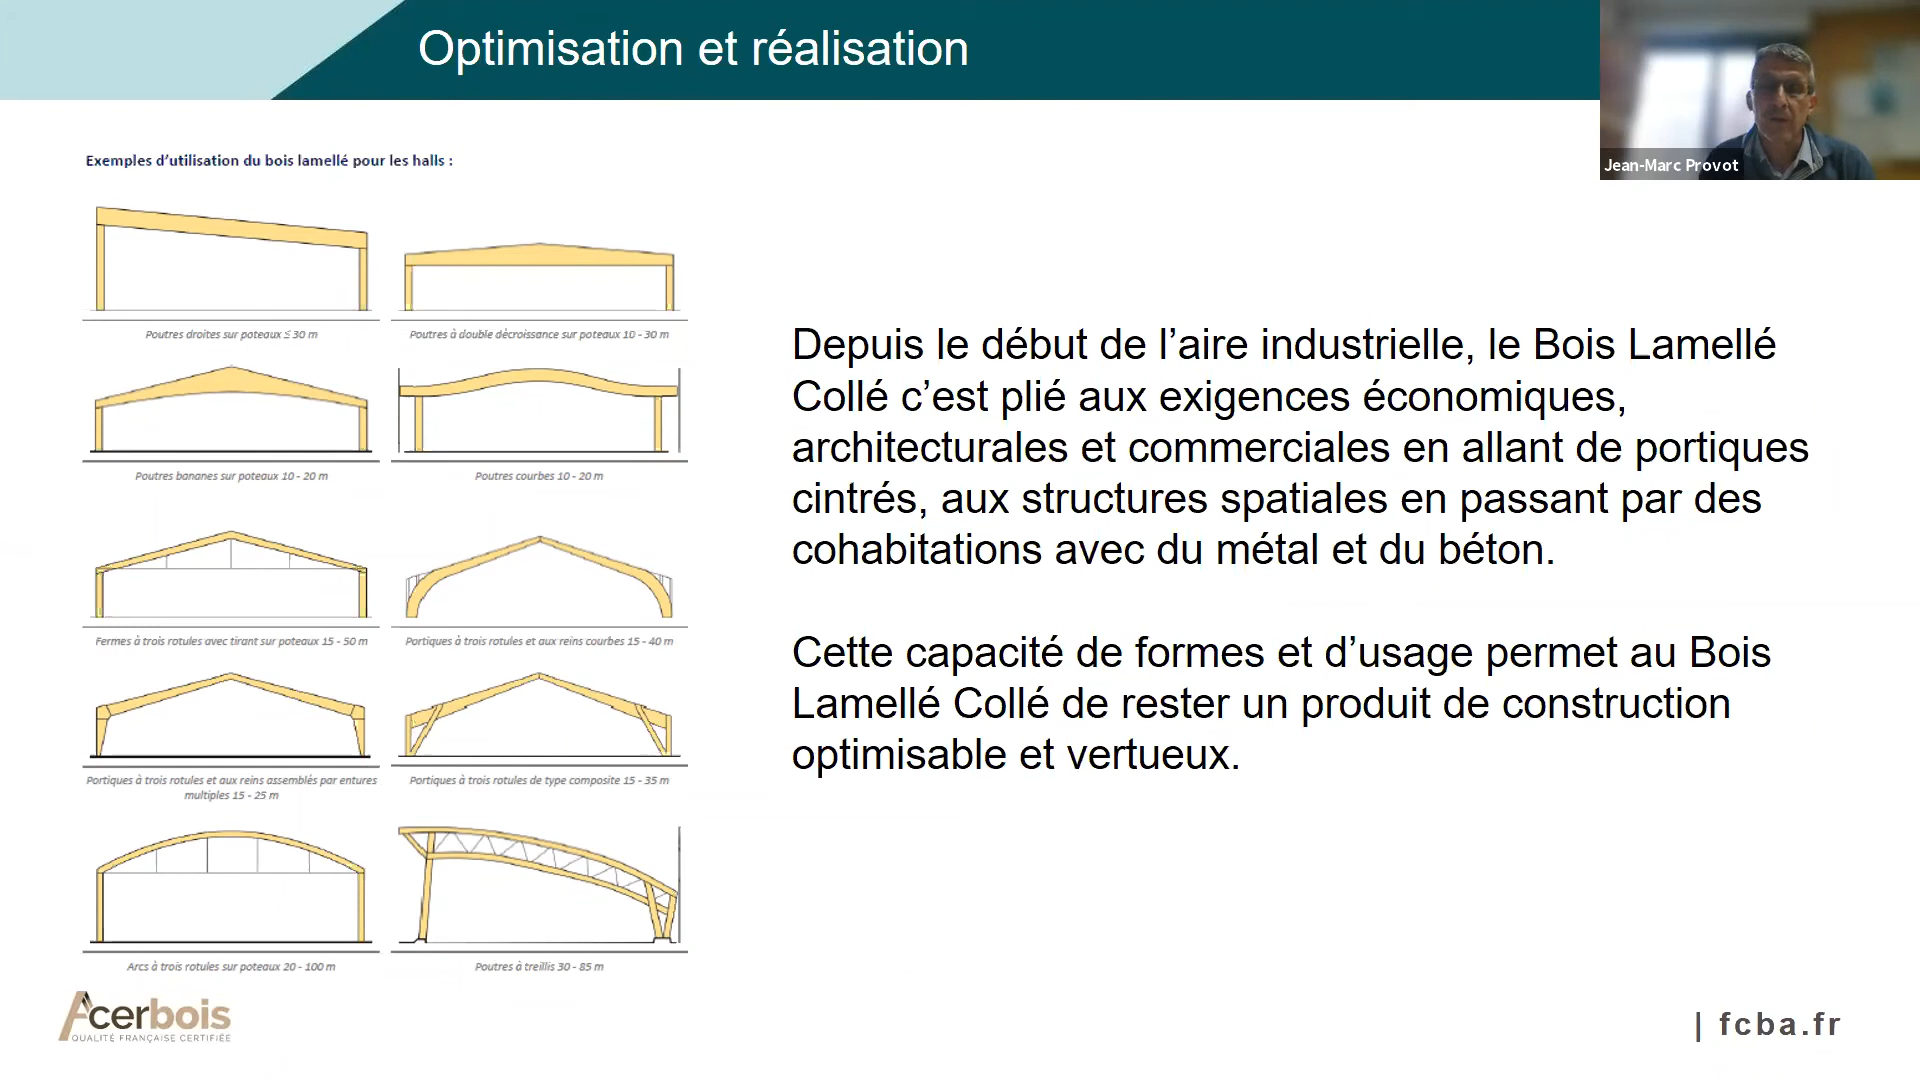 Optimisation et réalisation
Jean-Marc Provot
Exemples d’utilisation du bois lamellé pour les halls :
Poutres droites sur poteaux ≤ 30 m
Poutres à double décroissance sur poteaux 10 - 30 m
Poutres bananes sur poteaux 10 - 20 m
Poutres courbes 10 - 20 m
Fermes à trois rotules avec tirant sur poteaux 15 - 50 m
Portiques à trois rotules et aux reins courbes 15 - 40 m
Portiques à trois rotules et aux reins assemblés par entures
multiples 15 - 25 m
Portiques à trois rotules de type composite 15 - 35 m
Arcs à trois rotules sur poteaux 20 - 100 m
Poutres à treillis 30 - 85 m
Depuis le début de l’aire industrielle, le Bois Lamellé
Collé c’est plié aux exigences économiques,
architecturales et commerciales en allant de portiques
cintrés, aux structures spatiales en passant par des
cohabitations avec du métal et du béton.
Cette capacité de formes et d’usage permet au Bois
Lamellé Collé de rester un produit de construction
optimisable et vertueux.
Acerbois
QUALITÉ FRANÇAISE CERTIFIÉE
| fcba.fr